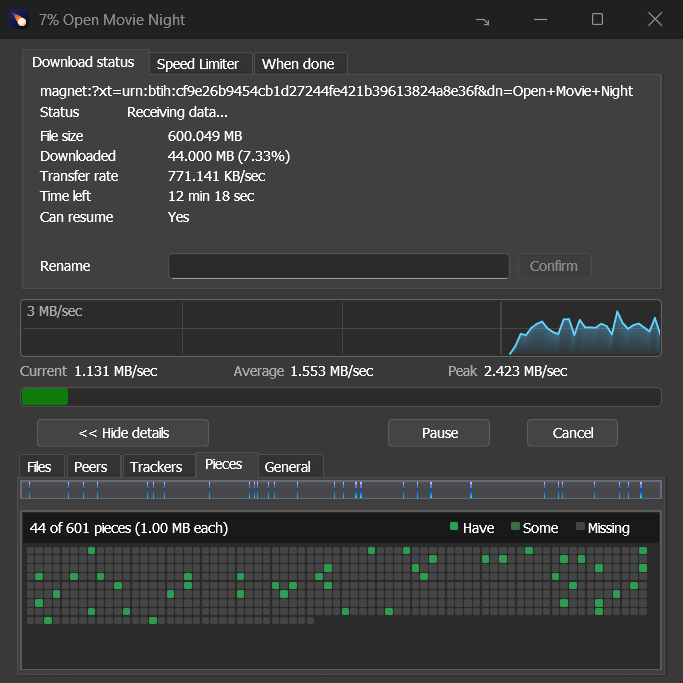 7% Open Movie Night
Download status Speed Limiter When done
magnet:?xt=urn:btih:cf9e26b9454cb1d27244fe421b39613824a8e36f&dn=Open+Movie+Night
Status Receiving data...
File size 600.049 MB
Downloaded 44.000 MB (7.33%)
Transfer rate 771.141 KB/sec
Time left 12 min 18 sec
Can resume Yes
Rename Confirm
3 MB/sec
Current 1.131 MB/sec Average 1.553 MB/sec Peak 2.423 MB/sec
<< Hide details Pause Cancel
Files Peers Trackers Pieces General
44 of 601 pieces (1.00 MB each) Have Some Missing